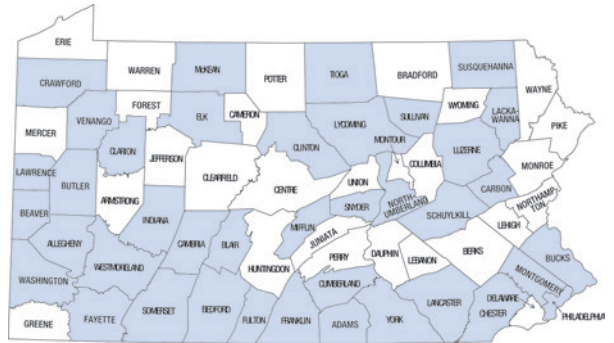 ERIE
CRAWFORD
WARREN
McKEAN
POTTER
TIOGA
BRADFORD
SUSQUEHANNA
WAYNE
FOREST
WYOMING
VENANGO
ELK
CAMERON
LYCOMING
SULLIVAN
LACKA-
WANNA
PIKE
MERCER
CLARION
CLINTON
MONTOUR
LUZERNE
JEFFERSON
COLUMBIA
MONROE
LAWRENCE
CLEARFIELD
CENTRE
UNION
CARBON
BUTLER
ARMSTRONG
NORTH-
UMBERLAND
NORTHAMP-
TON
BEAVER
INDIANA
SNYDER
SCHUYLKILL
LEHIGH
MIFFLIN
ALLEGHENY
CAMBRIA
BLAIR
JUNIATA
DAUPHIN
LEBANON
BERKS
BUCKS
WESTMORELAND
HUNTINGDON
PERRY
MONTGOMERY
WASHINGTON
CUMBERLAND
LANCASTER
DELAWARE
PHILADELPHIA
GREENE
FAYETTE
SOMERSET
BEDFORD
FULTON
FRANKLIN
ADAMS
YORK
CHESTER